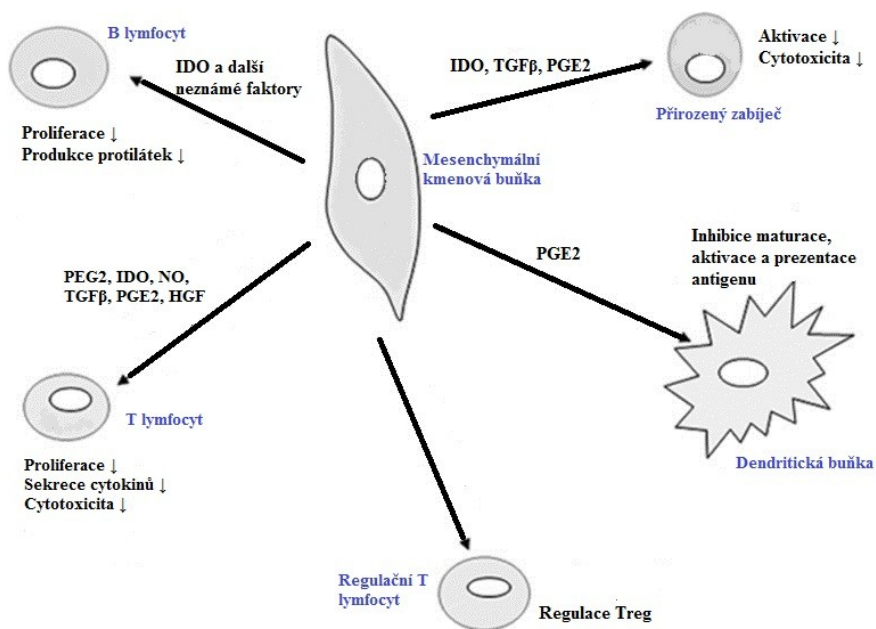 B lymfocyt
IDO a další
neznámé faktory
Proliferace ↓
Produkce protilátek ↓
IDO, TGFβ, PGE2
Aktivace ↓
Cytotoxicita ↓
Přirozený zabíječ
Mesenchymální
kmenová buňka
PGE2
Inhibice maturace,
aktivace a prezentace
antigenu
Dendritická buňka
PEG2, IDO, NO,
TGFβ, PGE2, HGF
T lymfocyt
Proliferace ↓
Sekrece cytokinů ↓
Cytotoxicita ↓
Regulační T
lymfocyt
Regulace Treg